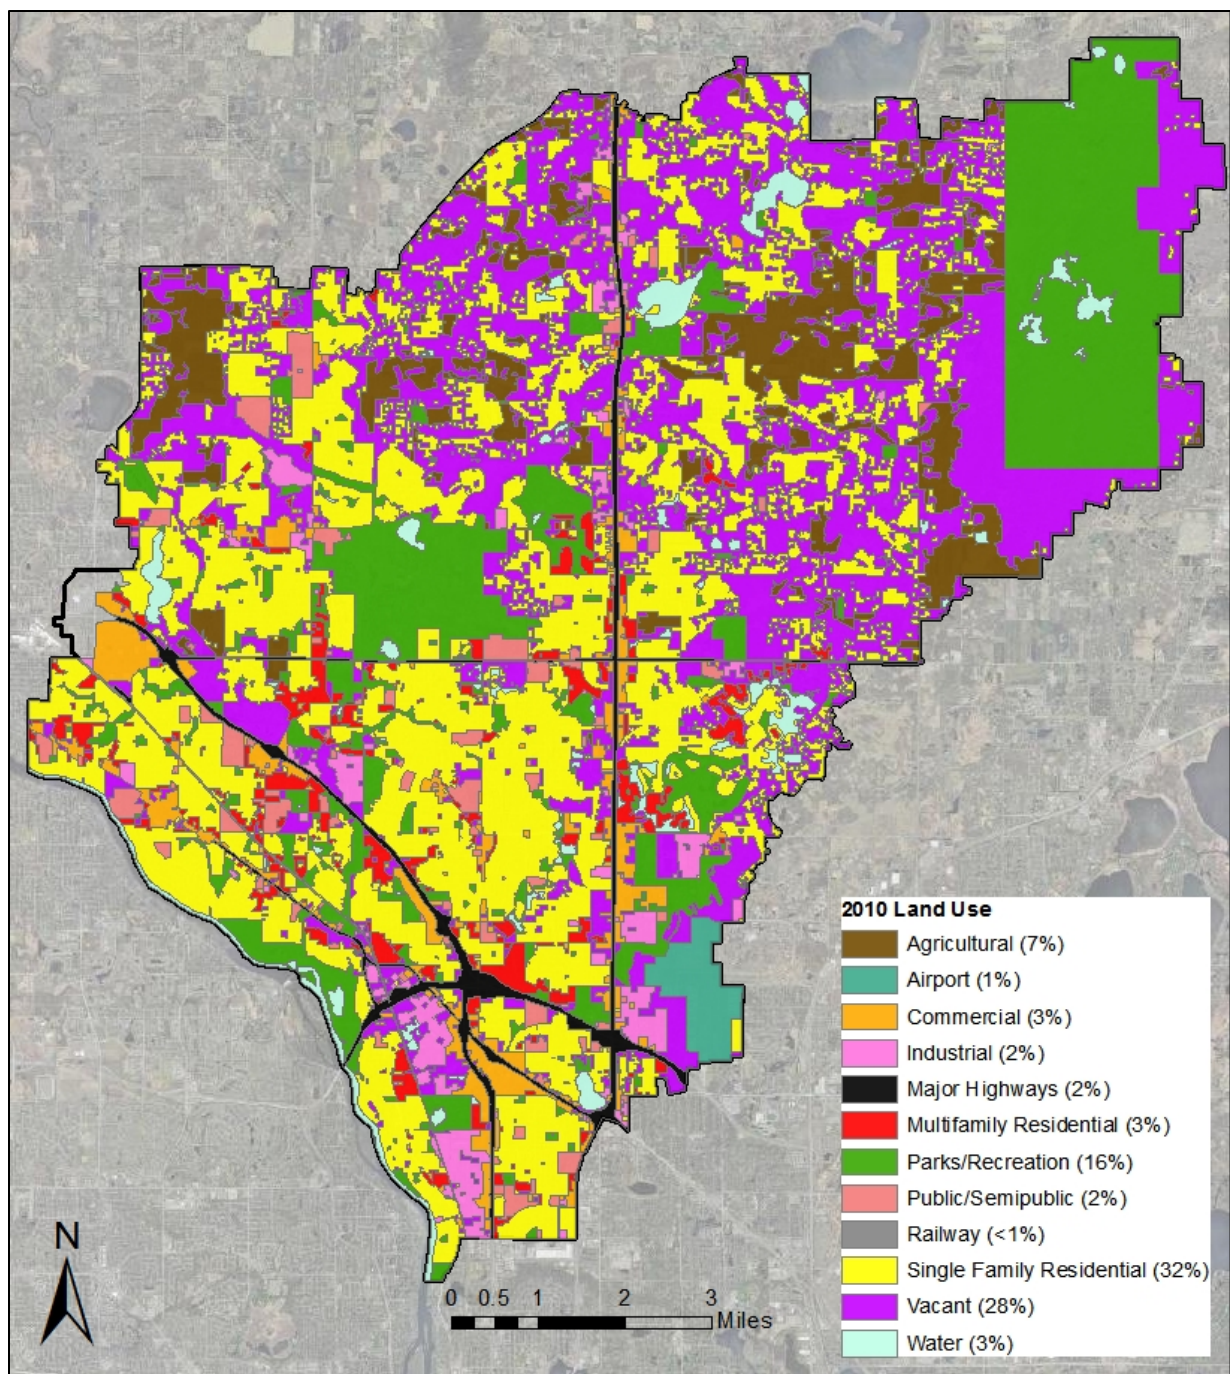 2010 Land Use
Agricultural (7%)
Airport (1%)
Commercial (3%)
Industrial (2%)
Major Highways (2%)
Multifamily Residential (3%)
Parks/Recreation (16%)
Public/Semipublic (2%)
Railway (<1%)
Single Family Residential (32%)
Vacant (28%)
Water (3%)
N
0 0.5 1 2 3
Miles